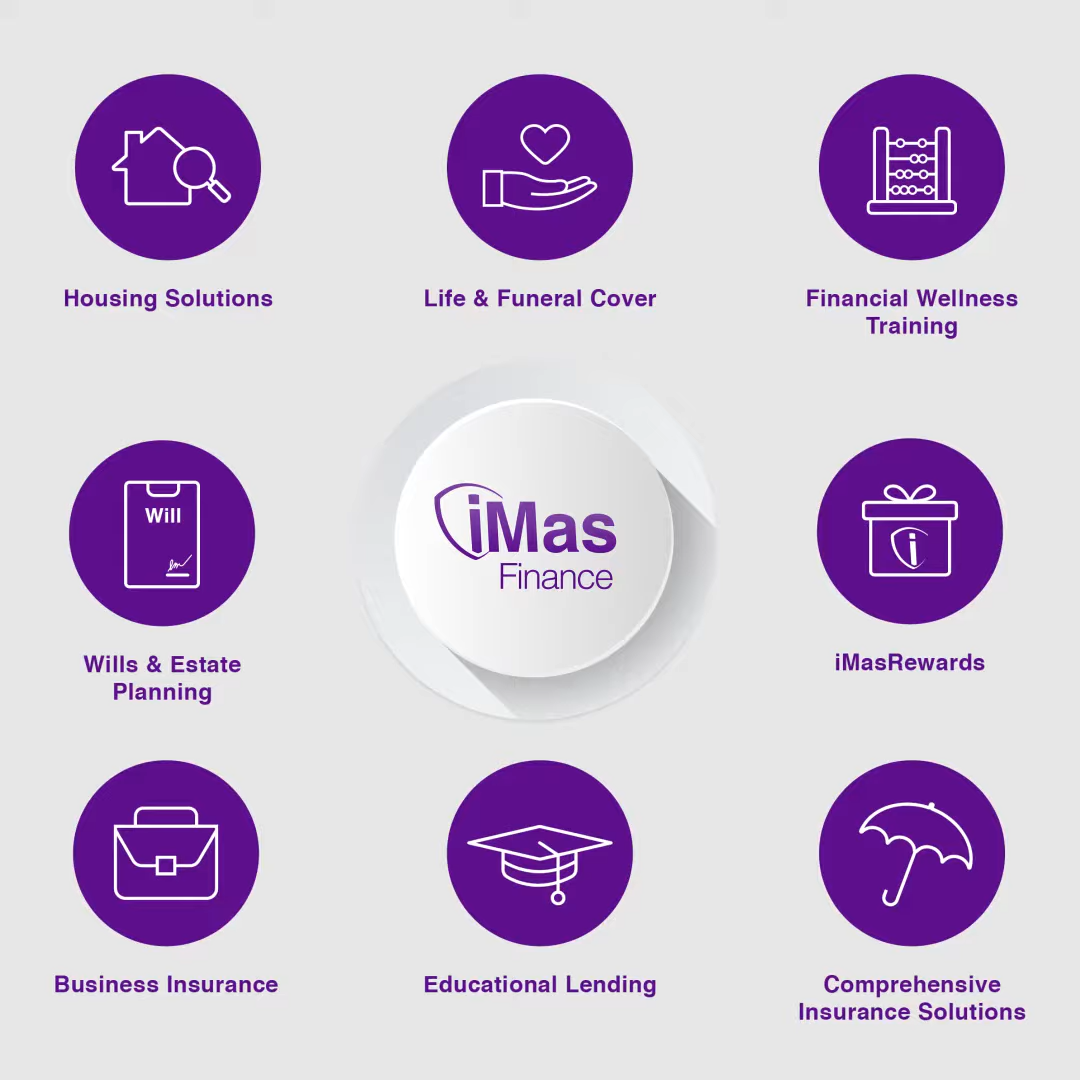 Housing Solutions
Life & Funeral Cover
Financial Wellness
Training
Will
iMas
Finance
i
Wills & Estate
Planning
iMasRewards
Business Insurance
Educational Lending
Comprehensive
Insurance Solutions